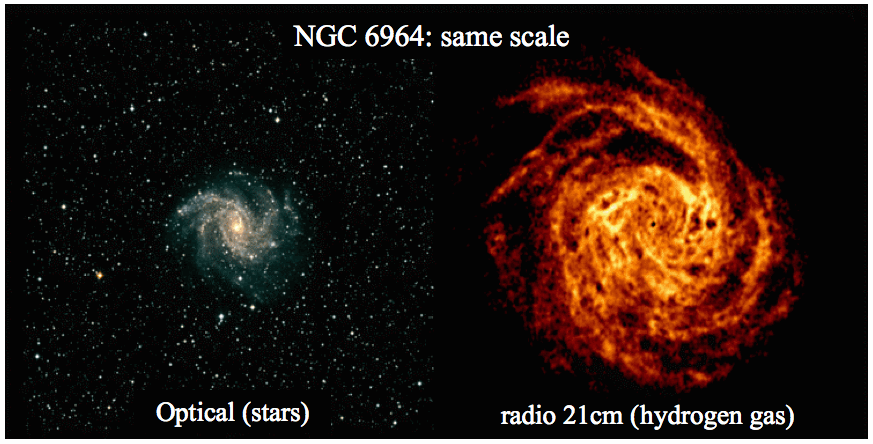 NGC 6964: same scale
Optical (stars)
radio 21cm (hydrogen gas)